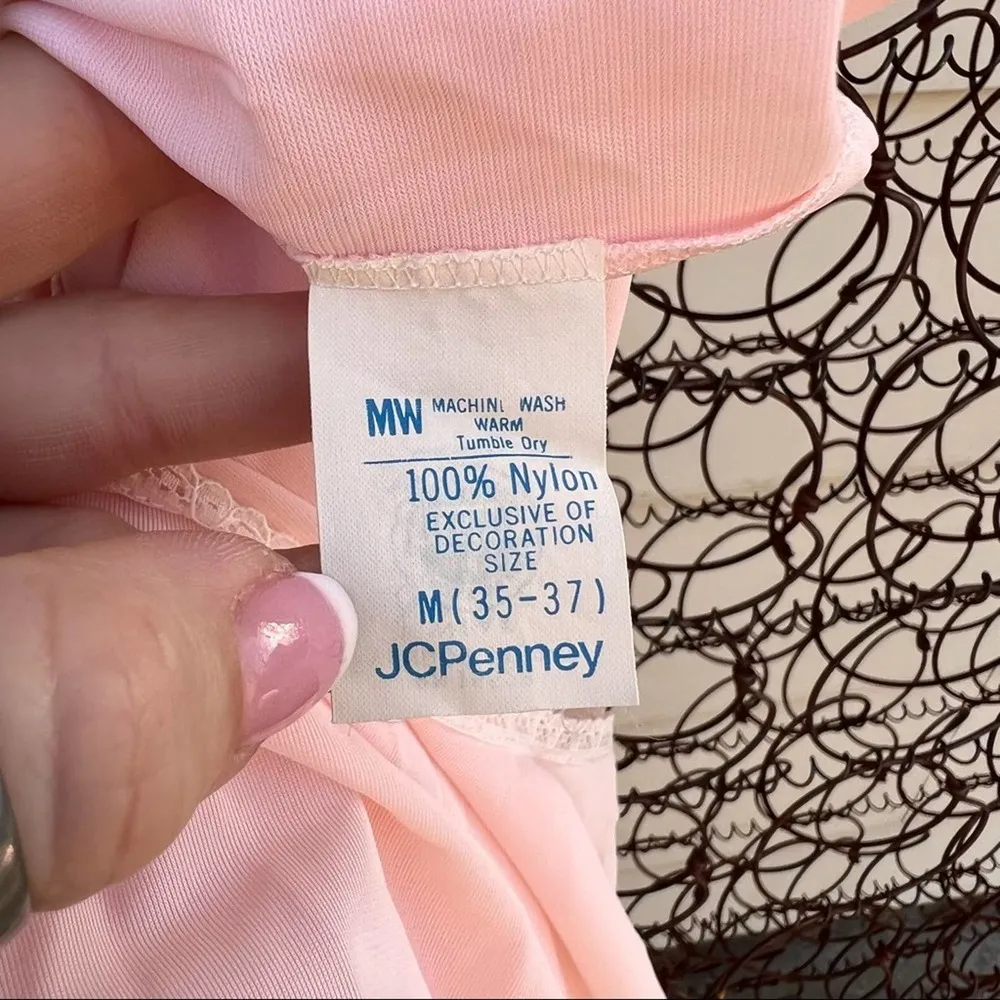 MW MACHINE WASH
WARM
Tumble Dry
100% Nylon
EXCLUSIVE OF
DECORATION
SIZE
M(35-37)
JCPenney